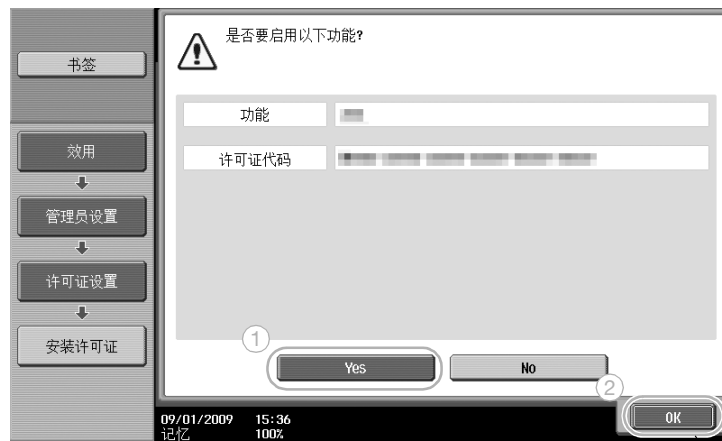 是否要启用以下功能?
书签
功能
许可证代码
效用
管理员设置
许可证设置
安装许可证
1
Yes
No
2
OK
09/01/2009 15:36
记忆 100%